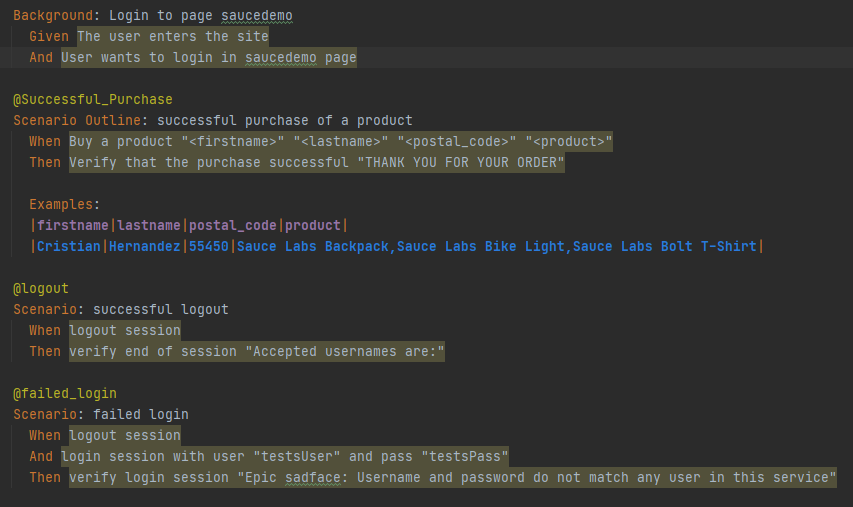 Background: Login to page saucedemo
Given The user enters the site
And User wants to login in saucedemo page
@Successful_Purchase
Scenario Outline: successful purchase of a product
When Buy a product "<firstname>" "<lastname>" "<postal_code>" "<product>"
Then Verify that the purchase successful "THANK YOU FOR YOUR ORDER"
Examples:
|firstname|lastname|postal_code|product|
|Cristian|Hernandez|55450|Sauce Labs Backpack,Sauce Labs Bike Light,Sauce Labs Bolt T-Shirt|
@logout
Scenario: successful logout
When logout session
Then verify end of session "Accepted usernames are:"
@failed_login
Scenario: failed login
When logout session
And login session with user "testsUser" and pass "testsPass"
Then verify login session "Epic sadface: Username and password do not match any user in this service"